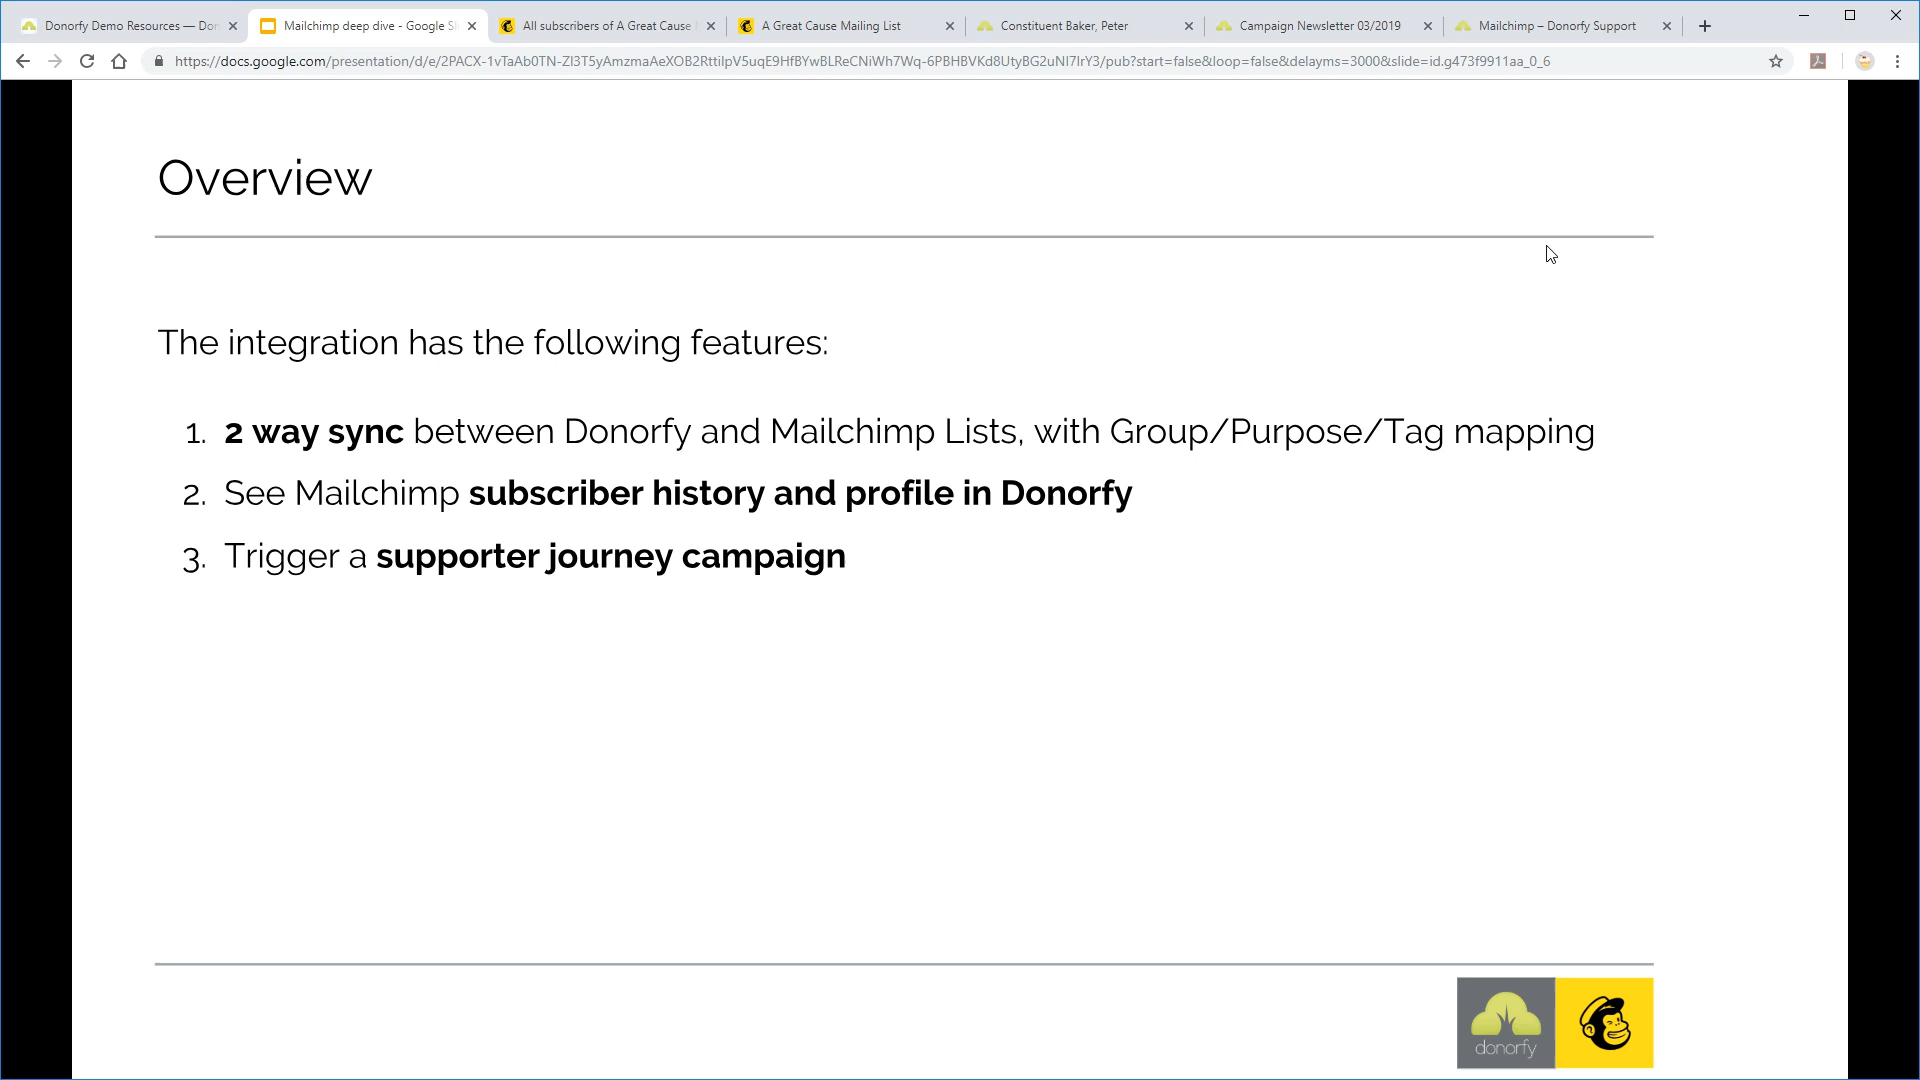 Donorfy Demo Resources — Don
Mailchimp deep dive - Google Sl
All subscribers of A Great Cause
A Great Cause Mailing List
Constituent Baker, Peter
Campaign Newsletter 03/2019
Mailchimp – Donorfy Support
https://docs.google.com/presentation/d/e/2PACX-1vTaAb0TN-Zl3T5yAmzmaAeXOB2RttilpV5uqE9HfBYwBLReCNiWh7Wq-6PBHBVKd8UtyBG2uNl7lrY3/pub?start=false&loop=false&delayms=3000&slide=id.g473f9911aa_0_6
Overview
The integration has the following features:
1. 2 way sync between Donorfy and Mailchimp Lists, with Group/Purpose/Tag mapping
2. See Mailchimp subscriber history and profile in Donorfy
3. Trigger a supporter journey campaign
donorfy